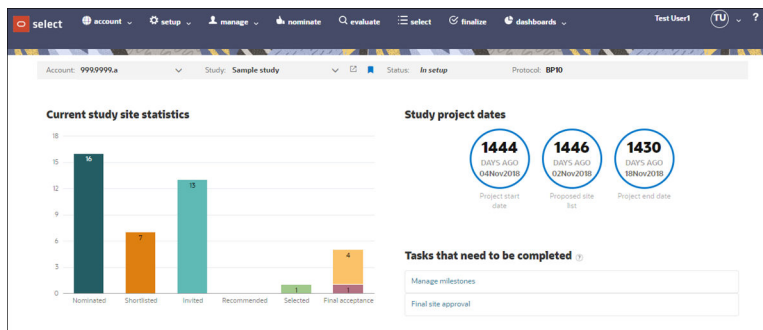 select account setup manage nominate evaluate select finalize dashboards Test User1 TU ?
Account: 999.9999.a Study: Sample study Status: In setup Protocol: BP10
Current study site statistics
18
15
12
9
6
3
0
16
7
13
1
4
1
Nominated Shortlisted Invited Recommended Selected Final acceptance
Study project dates
1444
DAYS AGO
04Nov2018
Project start
date
1446
DAYS AGO
02Nov2018
Proposed site
list
1430
DAYS AGO
18Nov2018
Project end date
Tasks that need to be completed ?
Manage milestones
Final site approval